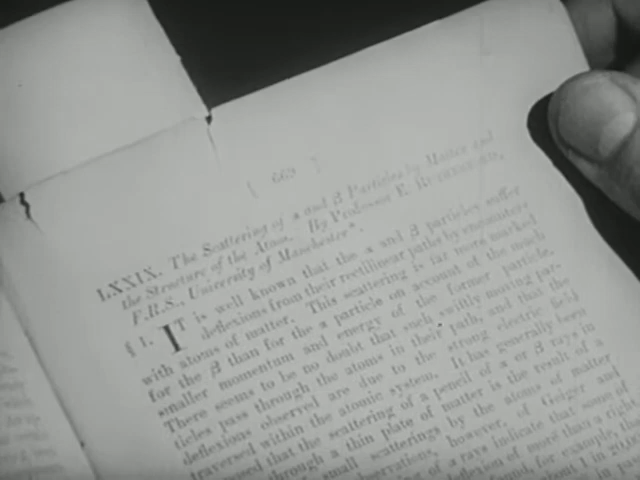 [ 669 ]
LXXIX. The Scattering of α and β Particles by Matter and
the Structure of the Atom. By Professor E. RUTHERFORD,
F.R.S., University of Manchester*.
§ 1. IT is well known that the α and β particles suffer
deflexions from their rectilinear paths by encounters
with atoms of matter. This scattering is far more marked
for the β than for the α particle on account of the much
smaller momentum and energy of the former particle.
There seems to be no doubt that such swiftly moving par-
ticles pass through the atoms in their path, and that the
deflexions observed are due to the strong electric field
traversed within the atomic system. It has generally been
supposed that the scattering of a pencil of α or β rays in
through a thin plate of matter is the result of a
small scatterings by the atoms of matter
observations, however, of Geiger and
of α rays indicate that some of
deflexion of more than a right
found, for example, that
about 1 in